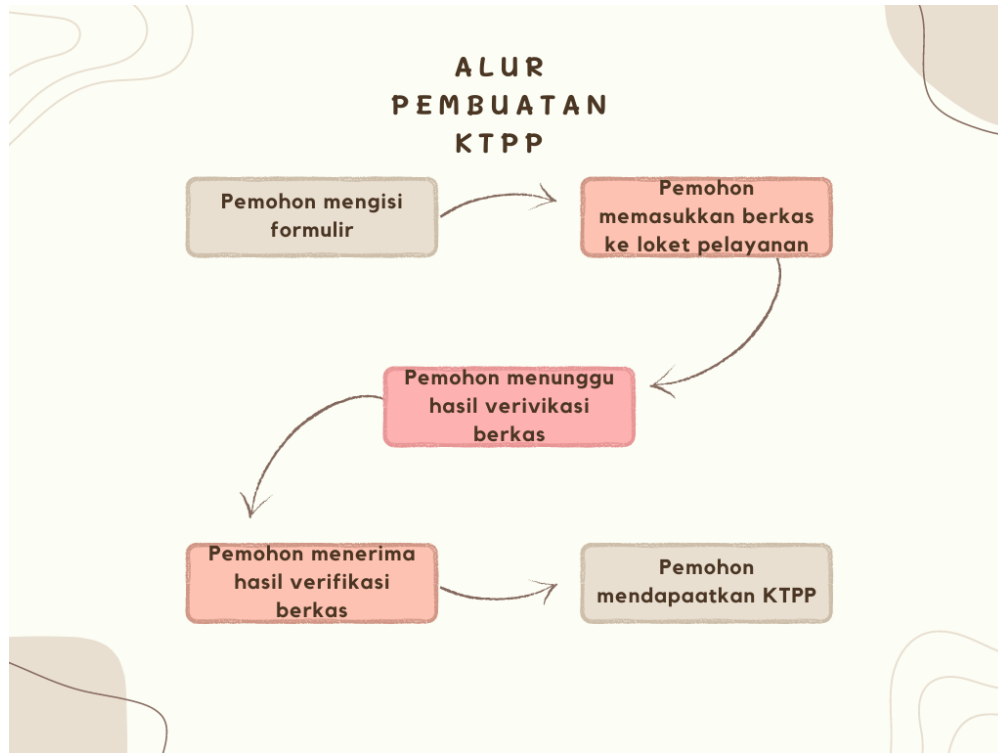 ALUR
PEMBUATAN
KTPP
Pemohon mengisi
formulir
Pemohon
memasukkan berkas
ke loket pelayanan
Pemohon menunggu
hasil verivikasi
berkas
Pemohon menerima
hasil verifikasi
berkas
Pemohon
mendapaatkan KTPP